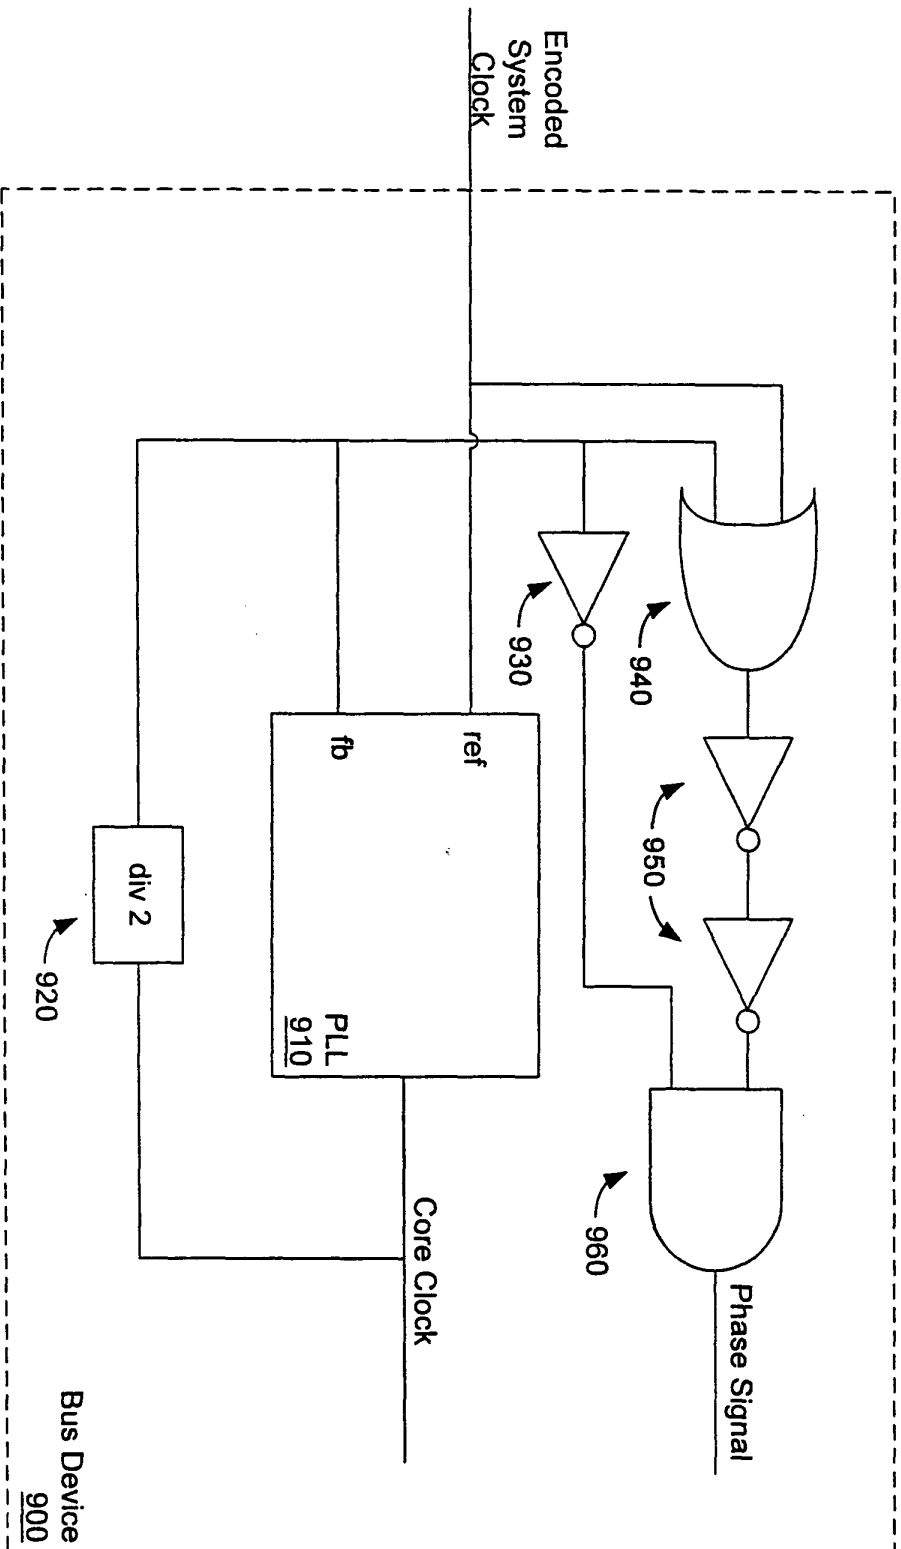 Encoded
System
Clock
940
950
960
Phase Signal
930
ref
fb
PLL
910
Core Clock
div 2
920
Bus Device
900